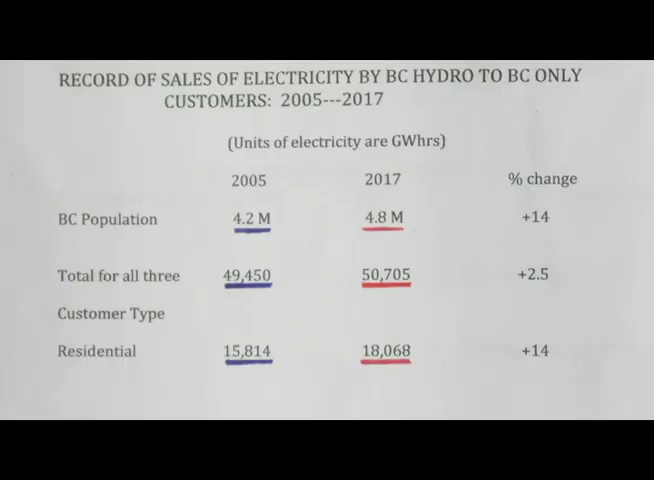 RECORD OF SALES OF ELECTRICITY BY BC HYDRO TO BC ONLY
CUSTOMERS: 2005---2017
(Units of electricity are GWhrs)
2005 2017 % change
BC Population 4.2 M 4.8 M +14
Total for all three 49,450 50,705 +2.5
Customer Type
Residential 15,814 18,068 +14